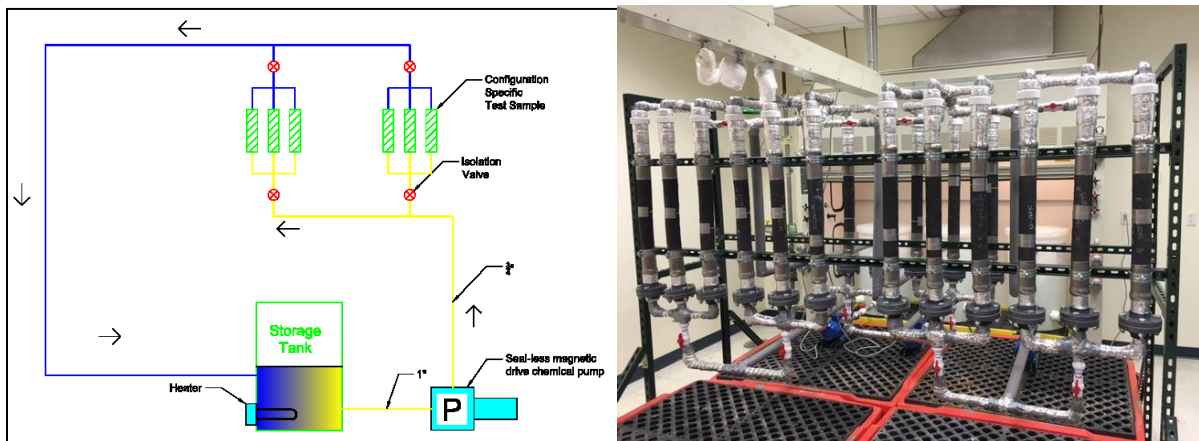 Configuration
Specific
Test Sample
Isolation
Valve
3/4"
Storage
Tank
Seal-less magnetic
drive chemical pump
Heater
1"
P